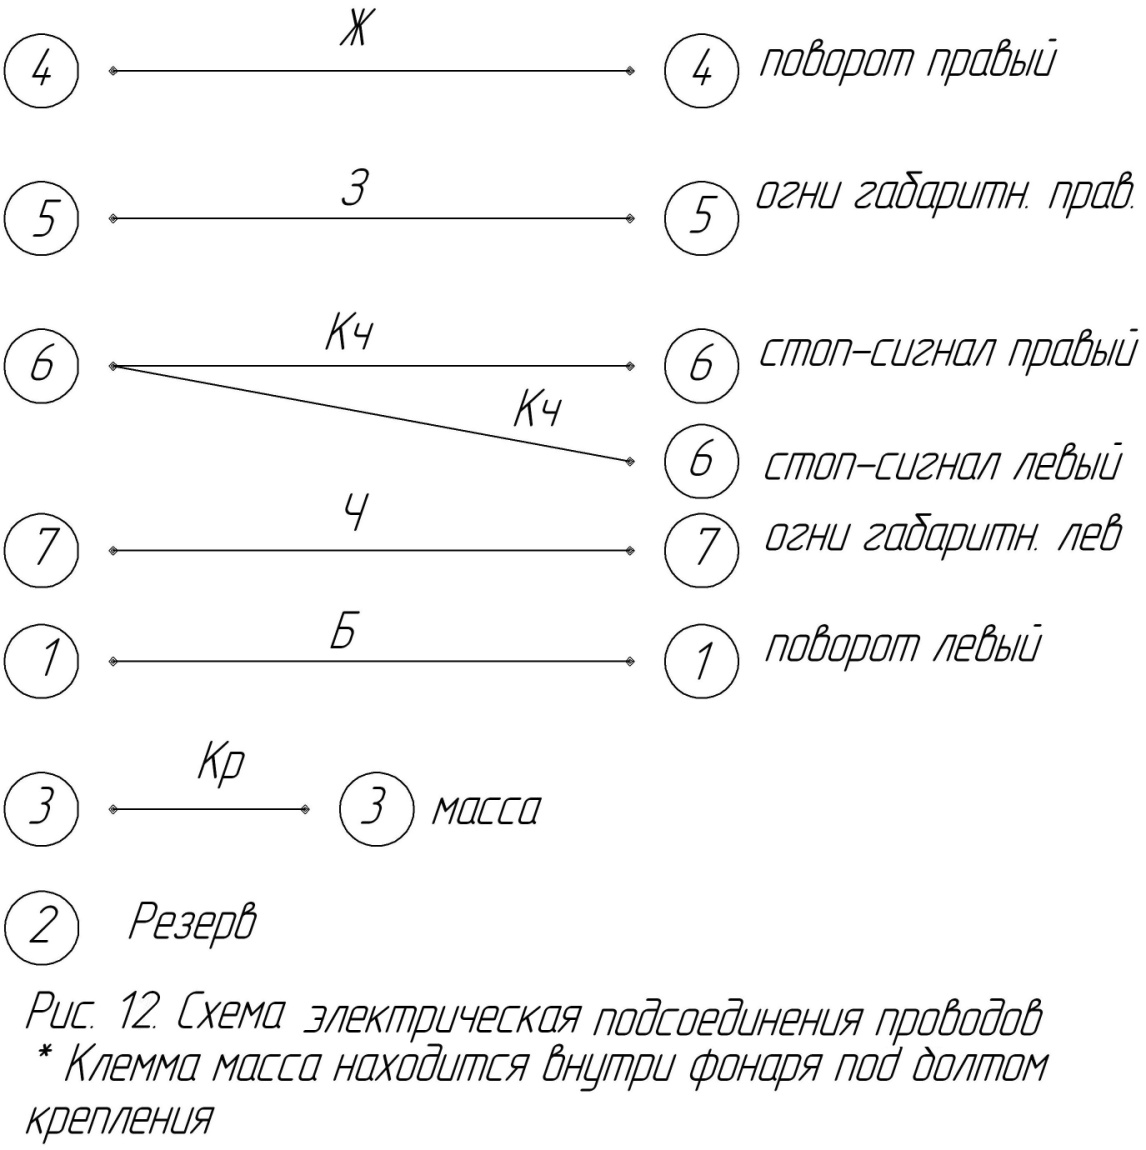 Ж
4 4 поворот правый
З
5 5 огни габаритн. прав.
Кч
6 6 стоп-сигнал правый
Кч
6 стоп-сигнал левый
Ч
7 7 огни габаритн. лев
Б
1 1 поворот левый
Кр
3 3 масса
2 Резерв
Рис. 12. Схема электрическая подсоединения проводов
* Клемма масса находится внутри фонаря под болтом
крепления